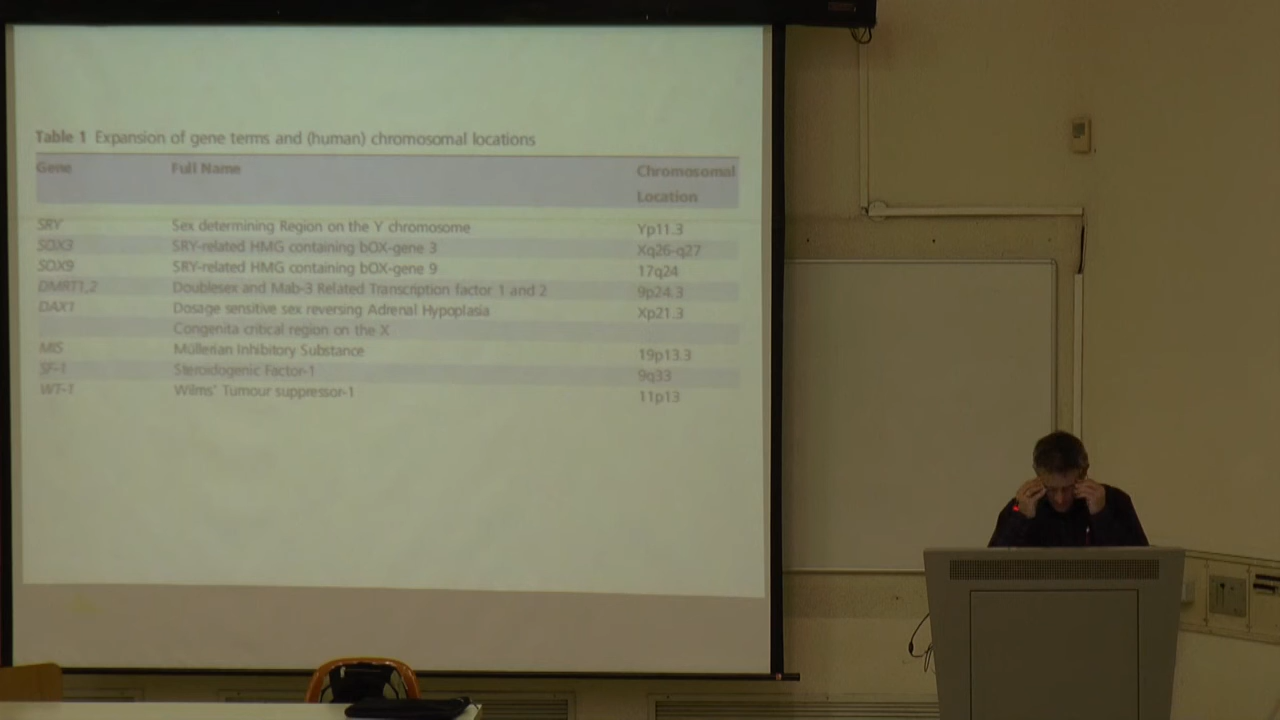 Table 1 Expansion of gene terms and (human) chromosomal locations
Gene Full Name Chromosomal
Location
SRY Sex determining Region on the Y chromosome Yp11.3
SOX3 SRY-related HMG containing bOX-gene 3 Xq26-q27
SOX9 SRY-related HMG containing bOX-gene 9 17q24
DMRT1,2 Doublesex and Mab-3 Related Transcription factor 1 and 2 9p24.3
DAX1 Dosage sensitive sex reversing Adrenal Hypoplasia Xp21.3
Congenita critical region on the X
MIS Müllerian Inhibitory Substance 19p13.3
SF-1 Steroidogenic Factor-1 9q33
WT-1 Wilms' Tumour suppressor-1 11p13